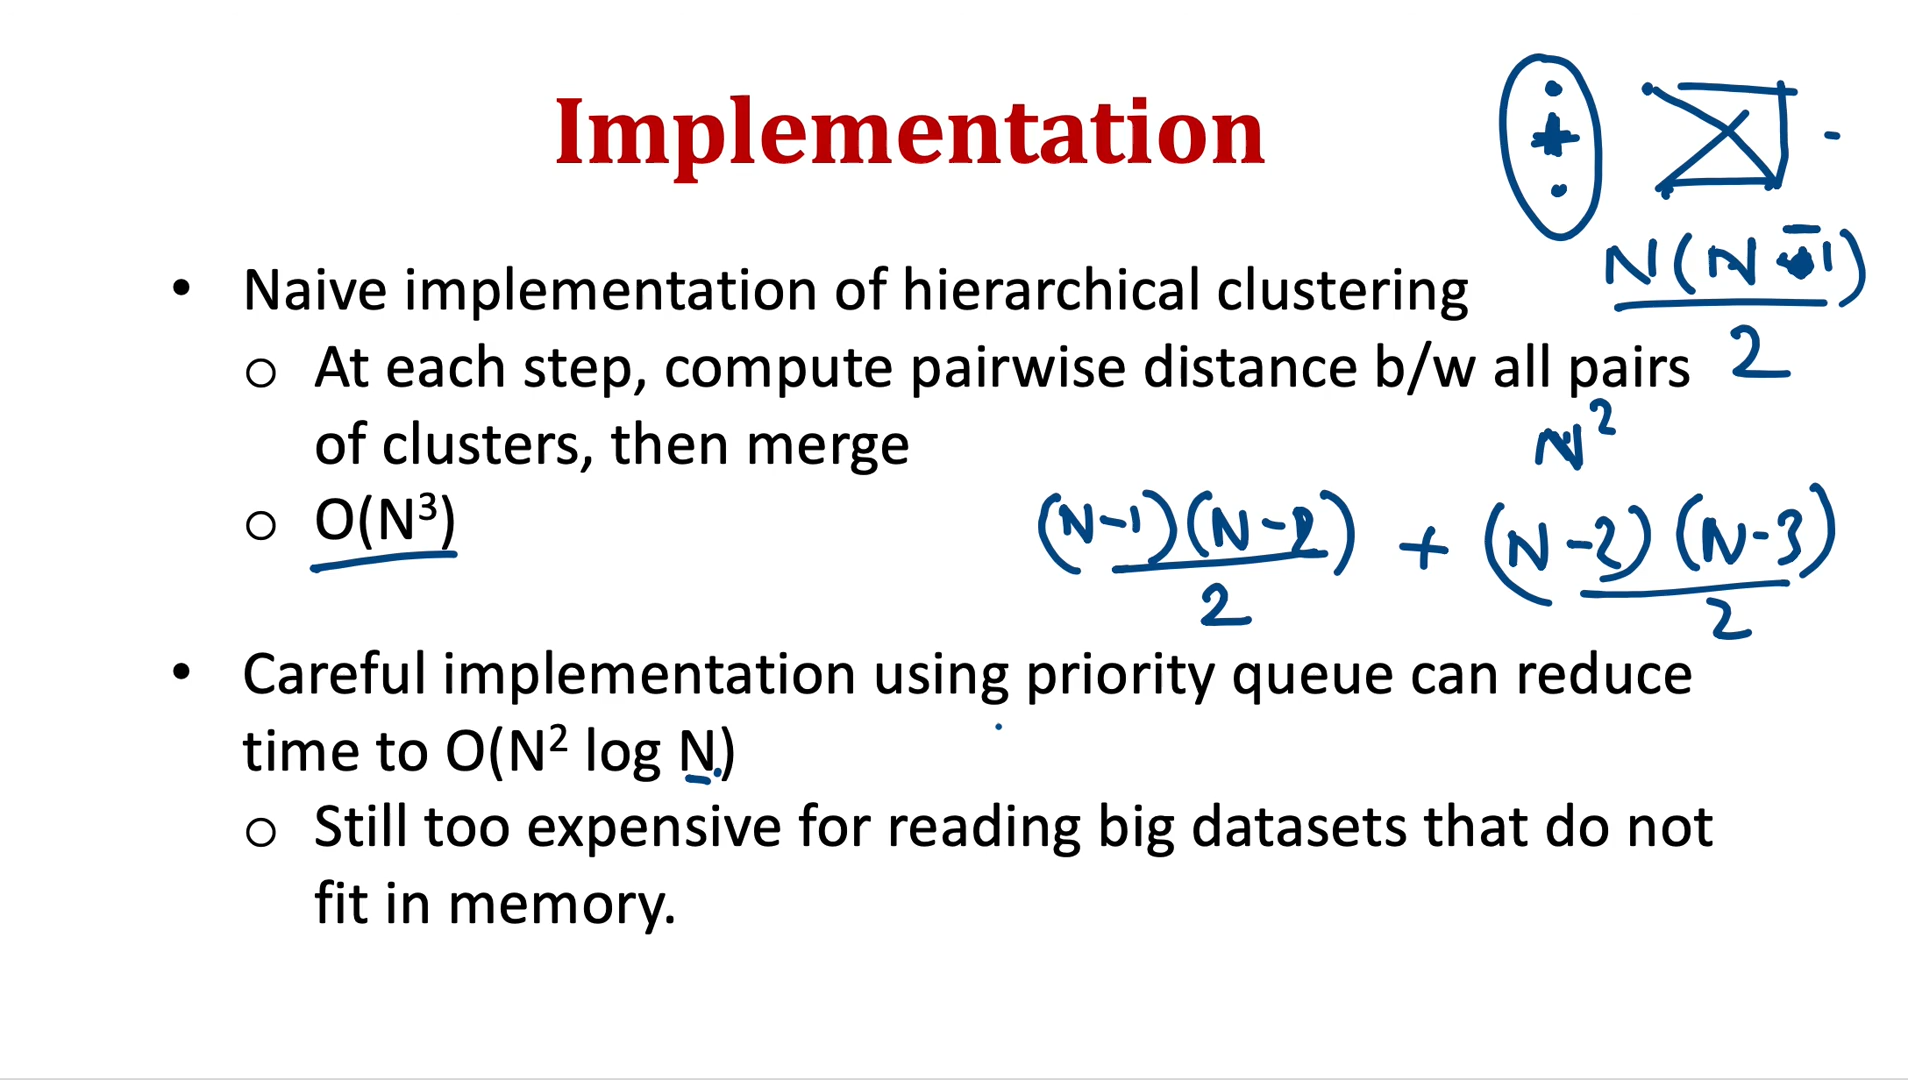 Implementation
N(N-1)
2
• Naive implementation of hierarchical clustering
o At each step, compute pairwise distance b/w all pairs
of clusters, then merge
N²
o O(N³)
(N-1)(N-2) + (N-2)(N-3)
2 2
• Careful implementation using priority queue can reduce
time to O(N² log N)
o Still too expensive for reading big datasets that do not
fit in memory.